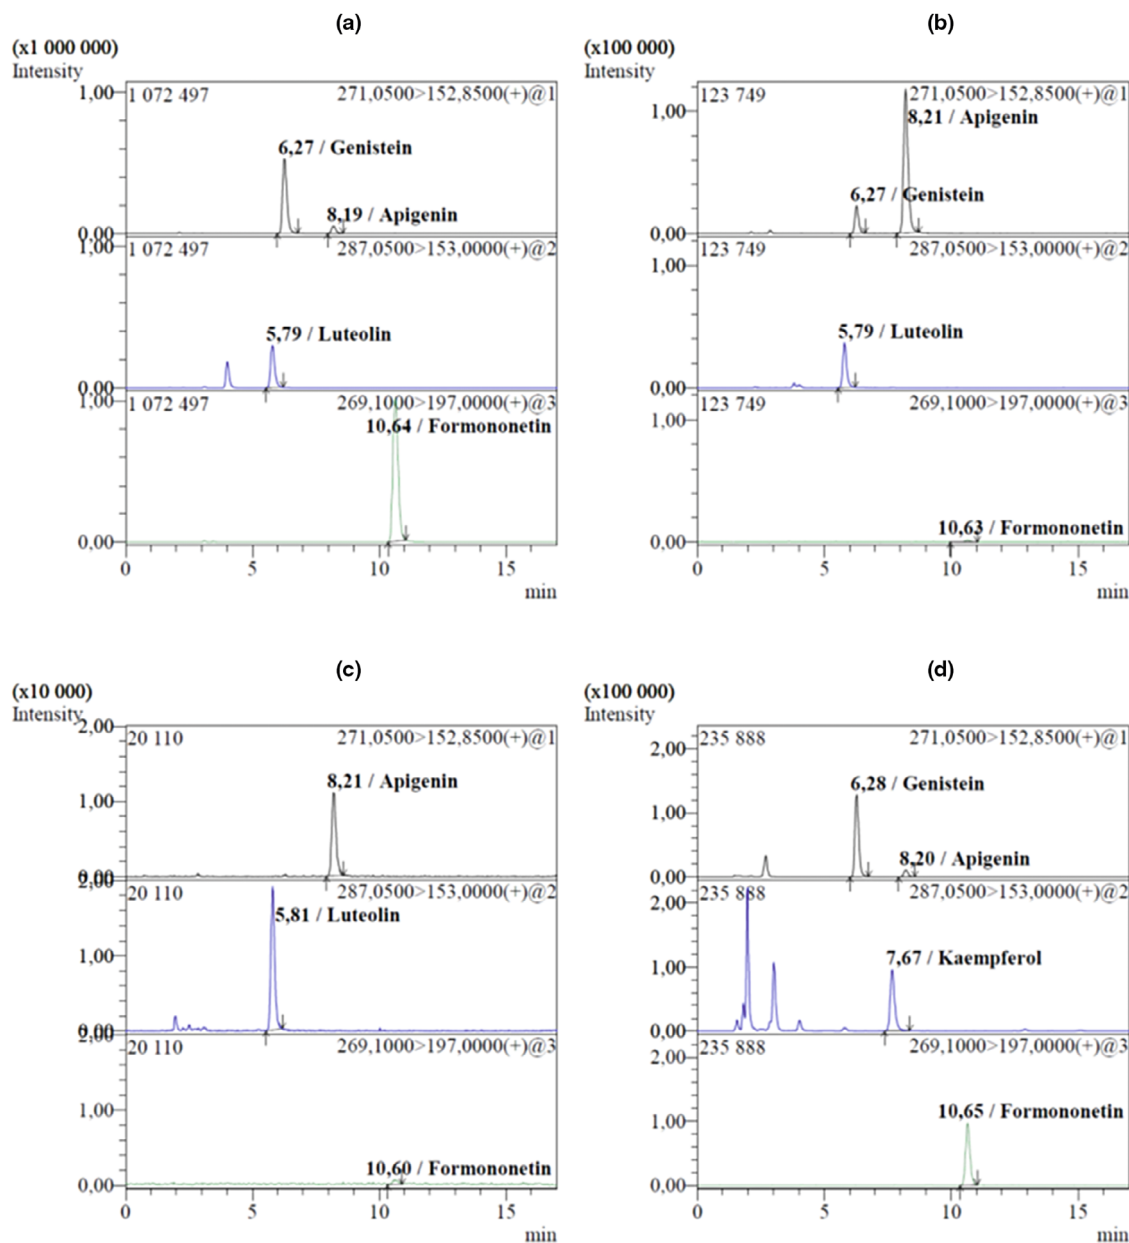 (a)
(x1 000 000)
Intensity
1,00
1 072 497
271,0500>152,8500(+)@1
6,27 / Genistein
8,19 / Apigenin
0,00
1,00
1 072 497
287,0500>153,0000(+)@2
5,79 / Luteolin
0,00
1,00
1 072 497
269,1000>197,0000(+)@3
10,64 / Formononetin
0,00
0 5 10 15
min
(b)
(x100 000)
Intensity
123 749
271,0500>152,8500(+)@1
1,00
8,21 / Apigenin
6,27 / Genistein
0,00
123 749
287,0500>153,0000(+)@2
1,00
5,79 / Luteolin
0,00
123 749
269,1000>197,0000(+)@3
1,00
10,63 / Formononetin
0,00
0 5 10 15
min
(c)
(x10 000)
Intensity
2,00
20 110
271,0500>152,8500(+)@1
8,21 / Apigenin
1,00
0,00
2,00
20 110
287,0500>153,0000(+)@2
5,81 / Luteolin
1,00
0,00
2,00
20 110
269,1000>197,0000(+)@3
1,00
10,60 / Formononetin
0,00
0 5 10 15
min
(d)
(x100 000)
Intensity
235 888
271,0500>152,8500(+)@1
2,00
6,28 / Genistein
1,00
8,20 / Apigenin
0,00
235 888
287,0500>153,0000(+)@2
2,00
7,67 / Kaempferol
1,00
0,00
235 888
269,1000>197,0000(+)@3
2,00
10,65 / Formononetin
1,00
0,00
0 5 10 15
min